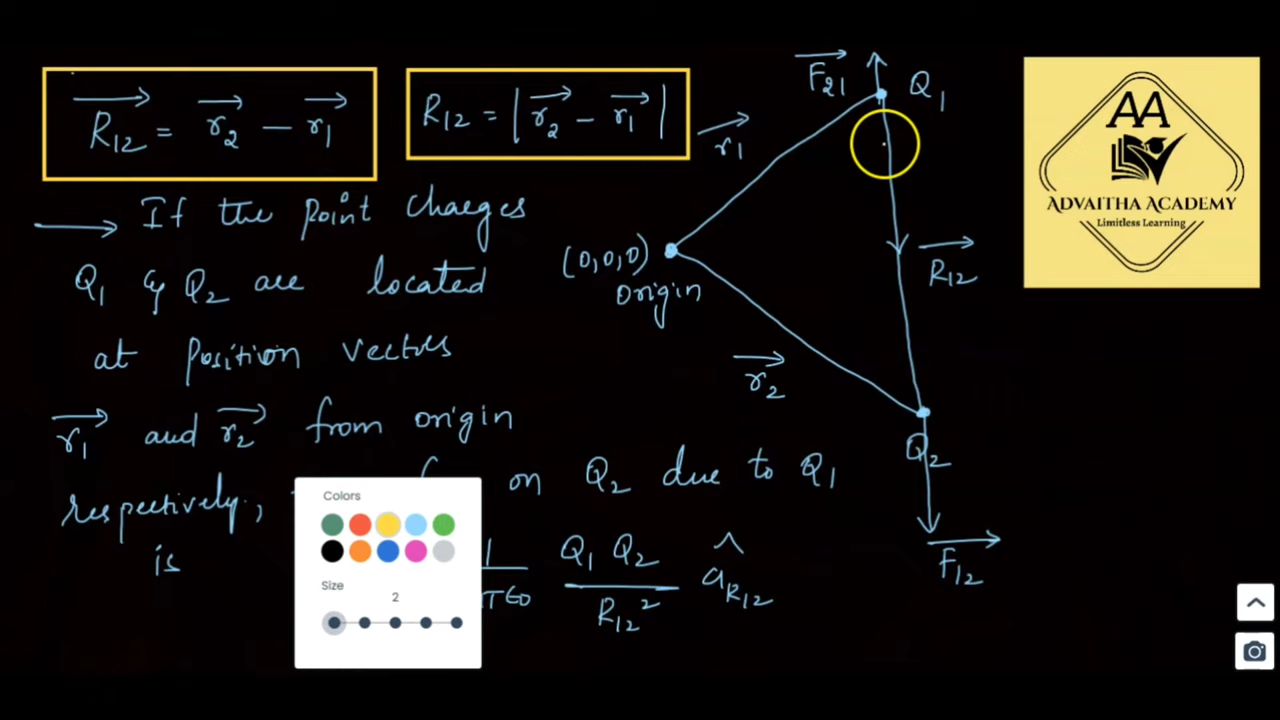 R₁₂ = r₂ − r₁
R₁₂ = | r₂ − r₁ |
→ If the point charges
Q₁ & Q₂ are located
at position vectors
r₁ and r₂ from origin
respectively, on Q₂ due to Q₁
is
1 Q₁ Q₂ â_R₁₂
π∈₀ R₁₂²
F₂₁ Q₁
r₁
(0,0,0)
origin
R₁₂
r₂
Q₂
F₁₂
Colors
Size
2
AA
ADVAITHA ACADEMY
Limitless Learning